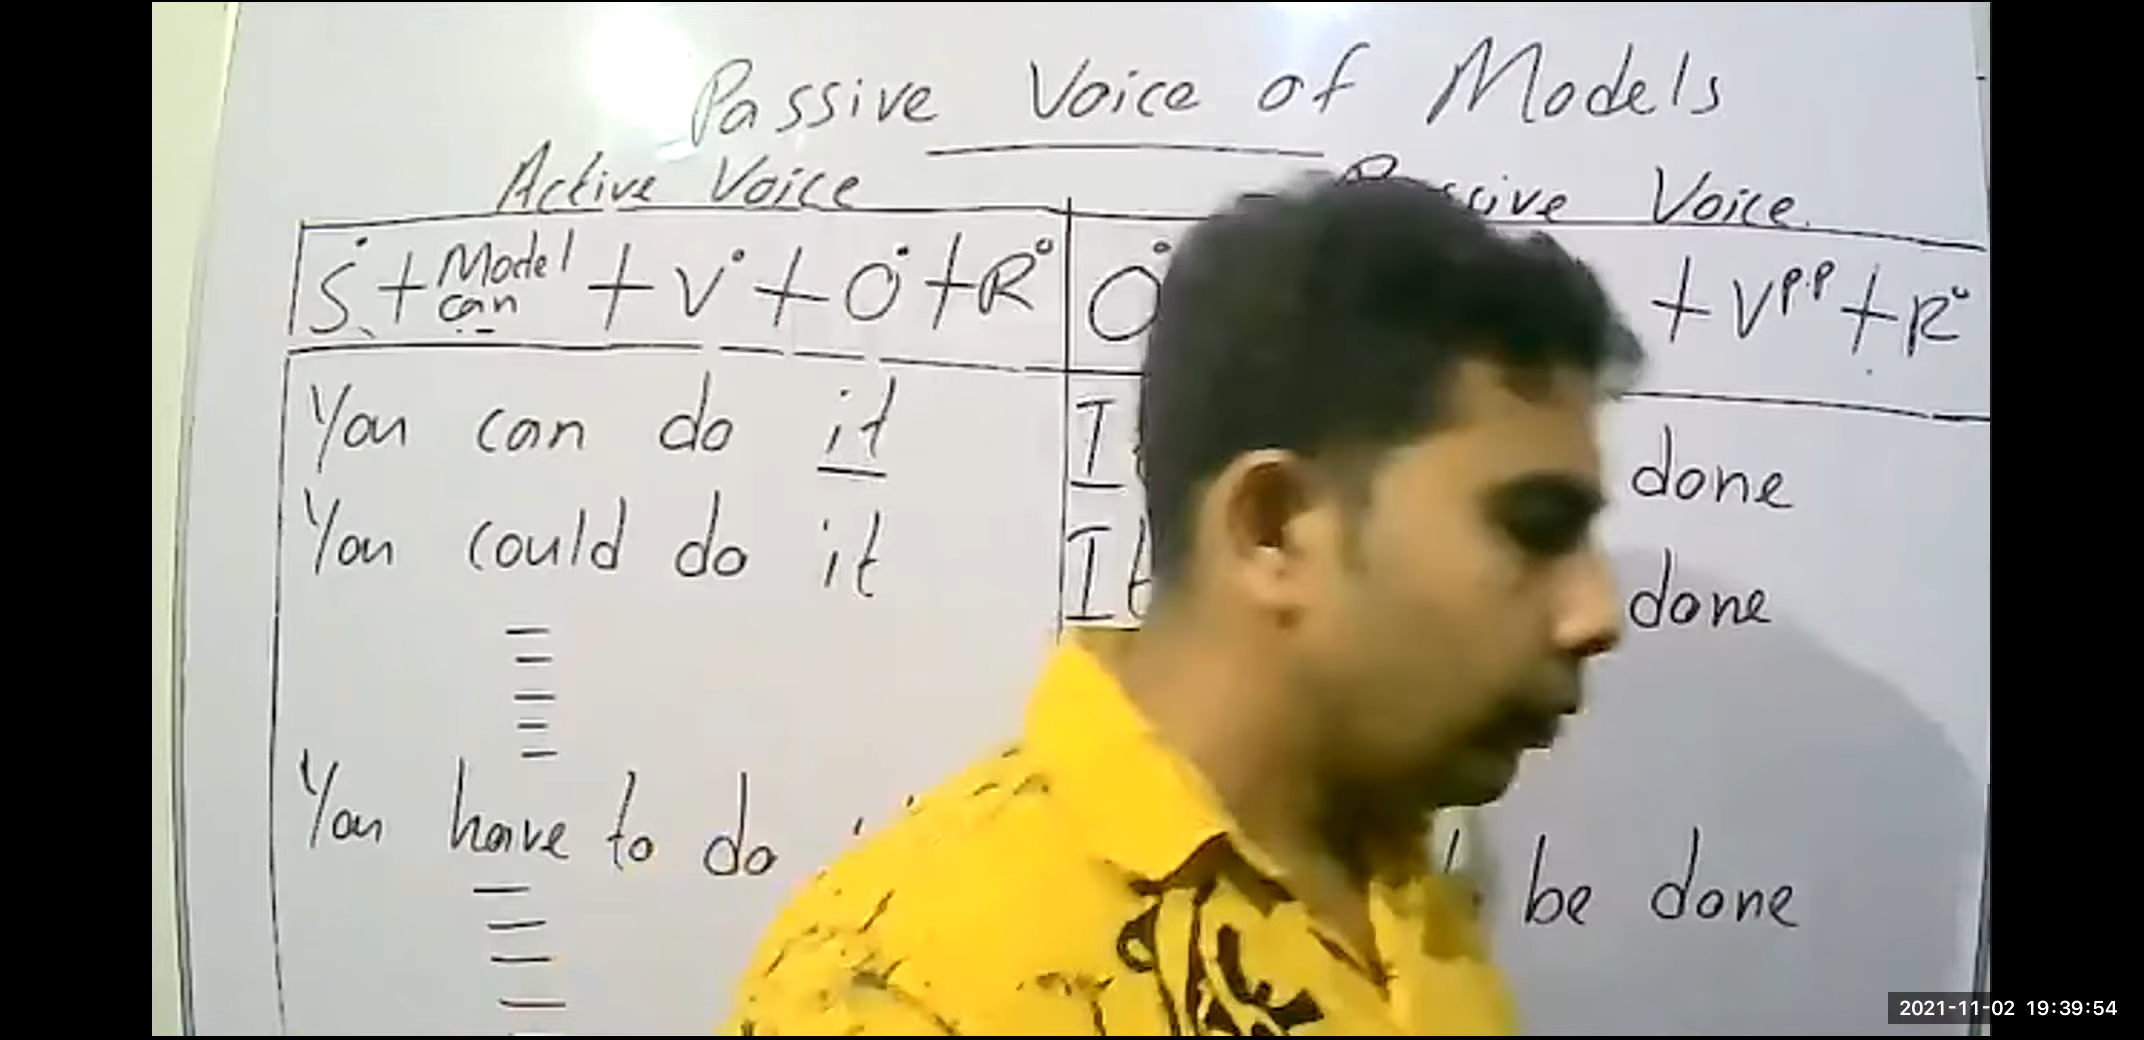 Passive Voice of Models
Active Voice
Voice
S + Model can + V + O + R
O + V P.P + R
You can do it
done
You could do it
It done
You have to do
be done
2021-11-02 19:39:54